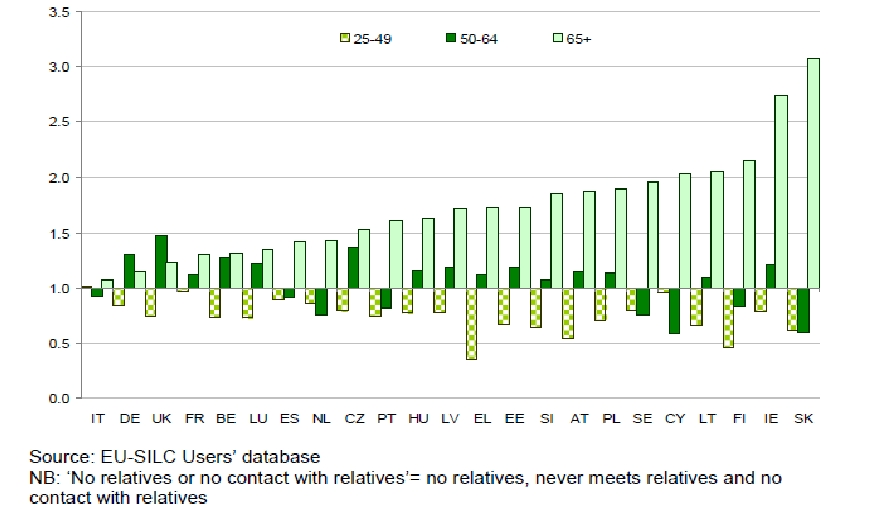 3.5
25-49 50-64 65+
3.0
2.5
2.0
1.5
1.0
0.5
0.0
IT DE UK FR BE LU ES NL CZ PT HU LV EL EE SI AT PL SE CY LT FI IE SK
Source: EU-SILC Users’ database
NB: ‘No relatives or no contact with relatives’= no relatives, never meets relatives and no
contact with relatives